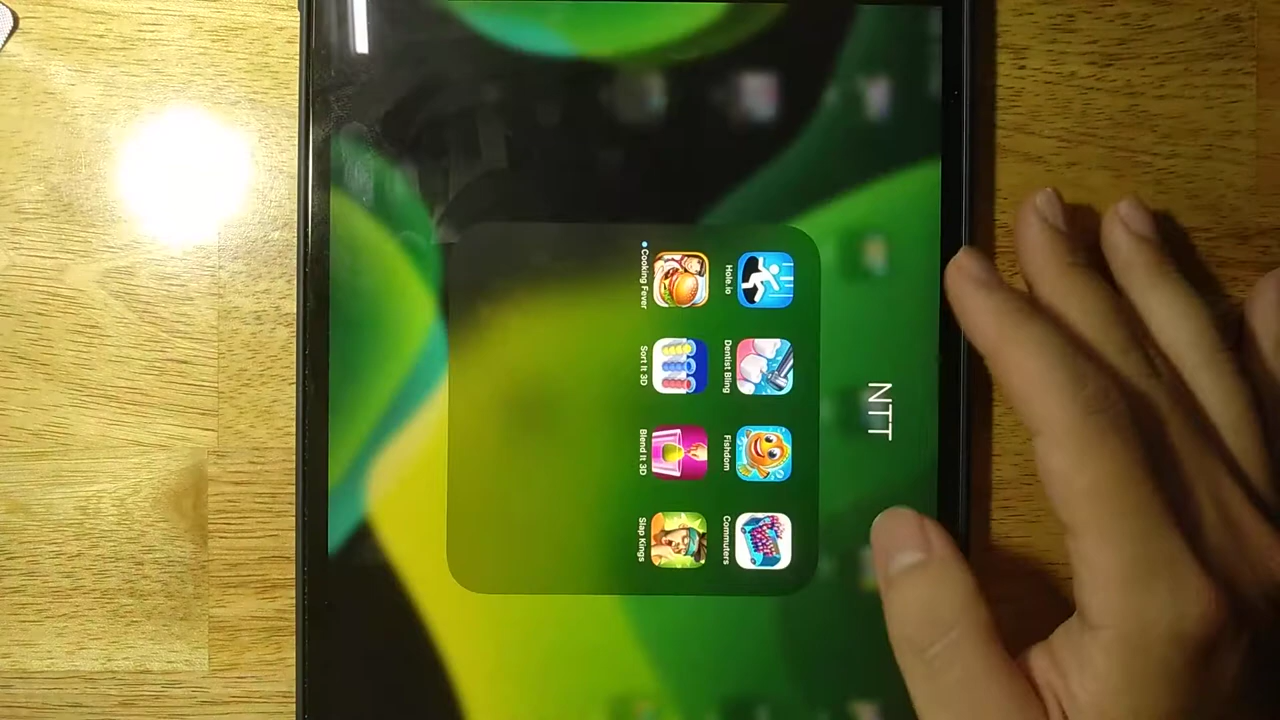 NTT
Hole.io
Dentist Bling
Fishdom
Commuters
Cooking Fever
Sort It 3D
Blend It 3D
Slap Kings